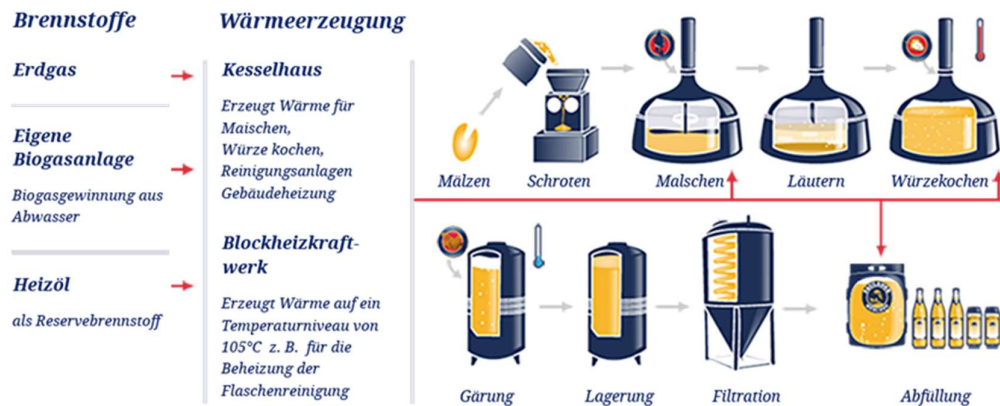 Brennstoffe
Erdgas
Eigene
Biogasanlage
Biogasgewinnung aus
Abwasser
Heizöl
als Reservebrennstoff
Wärmeerzeugung
Kesselhaus
Erzeugt Wärme für
Maischen,
Würze kochen,
Reinigungsanlagen
Gebäudeheizung
Blockheizkraft-
werk
Erzeugt Wärme auf ein
Temperaturniveau von
105°C z. B. für die
Beheizung der
Flaschenreinigung
Mälzen
Schroten
Malschen
Läutern
Würzekochen
Gärung
Lagerung
Filtration
Abfüllung